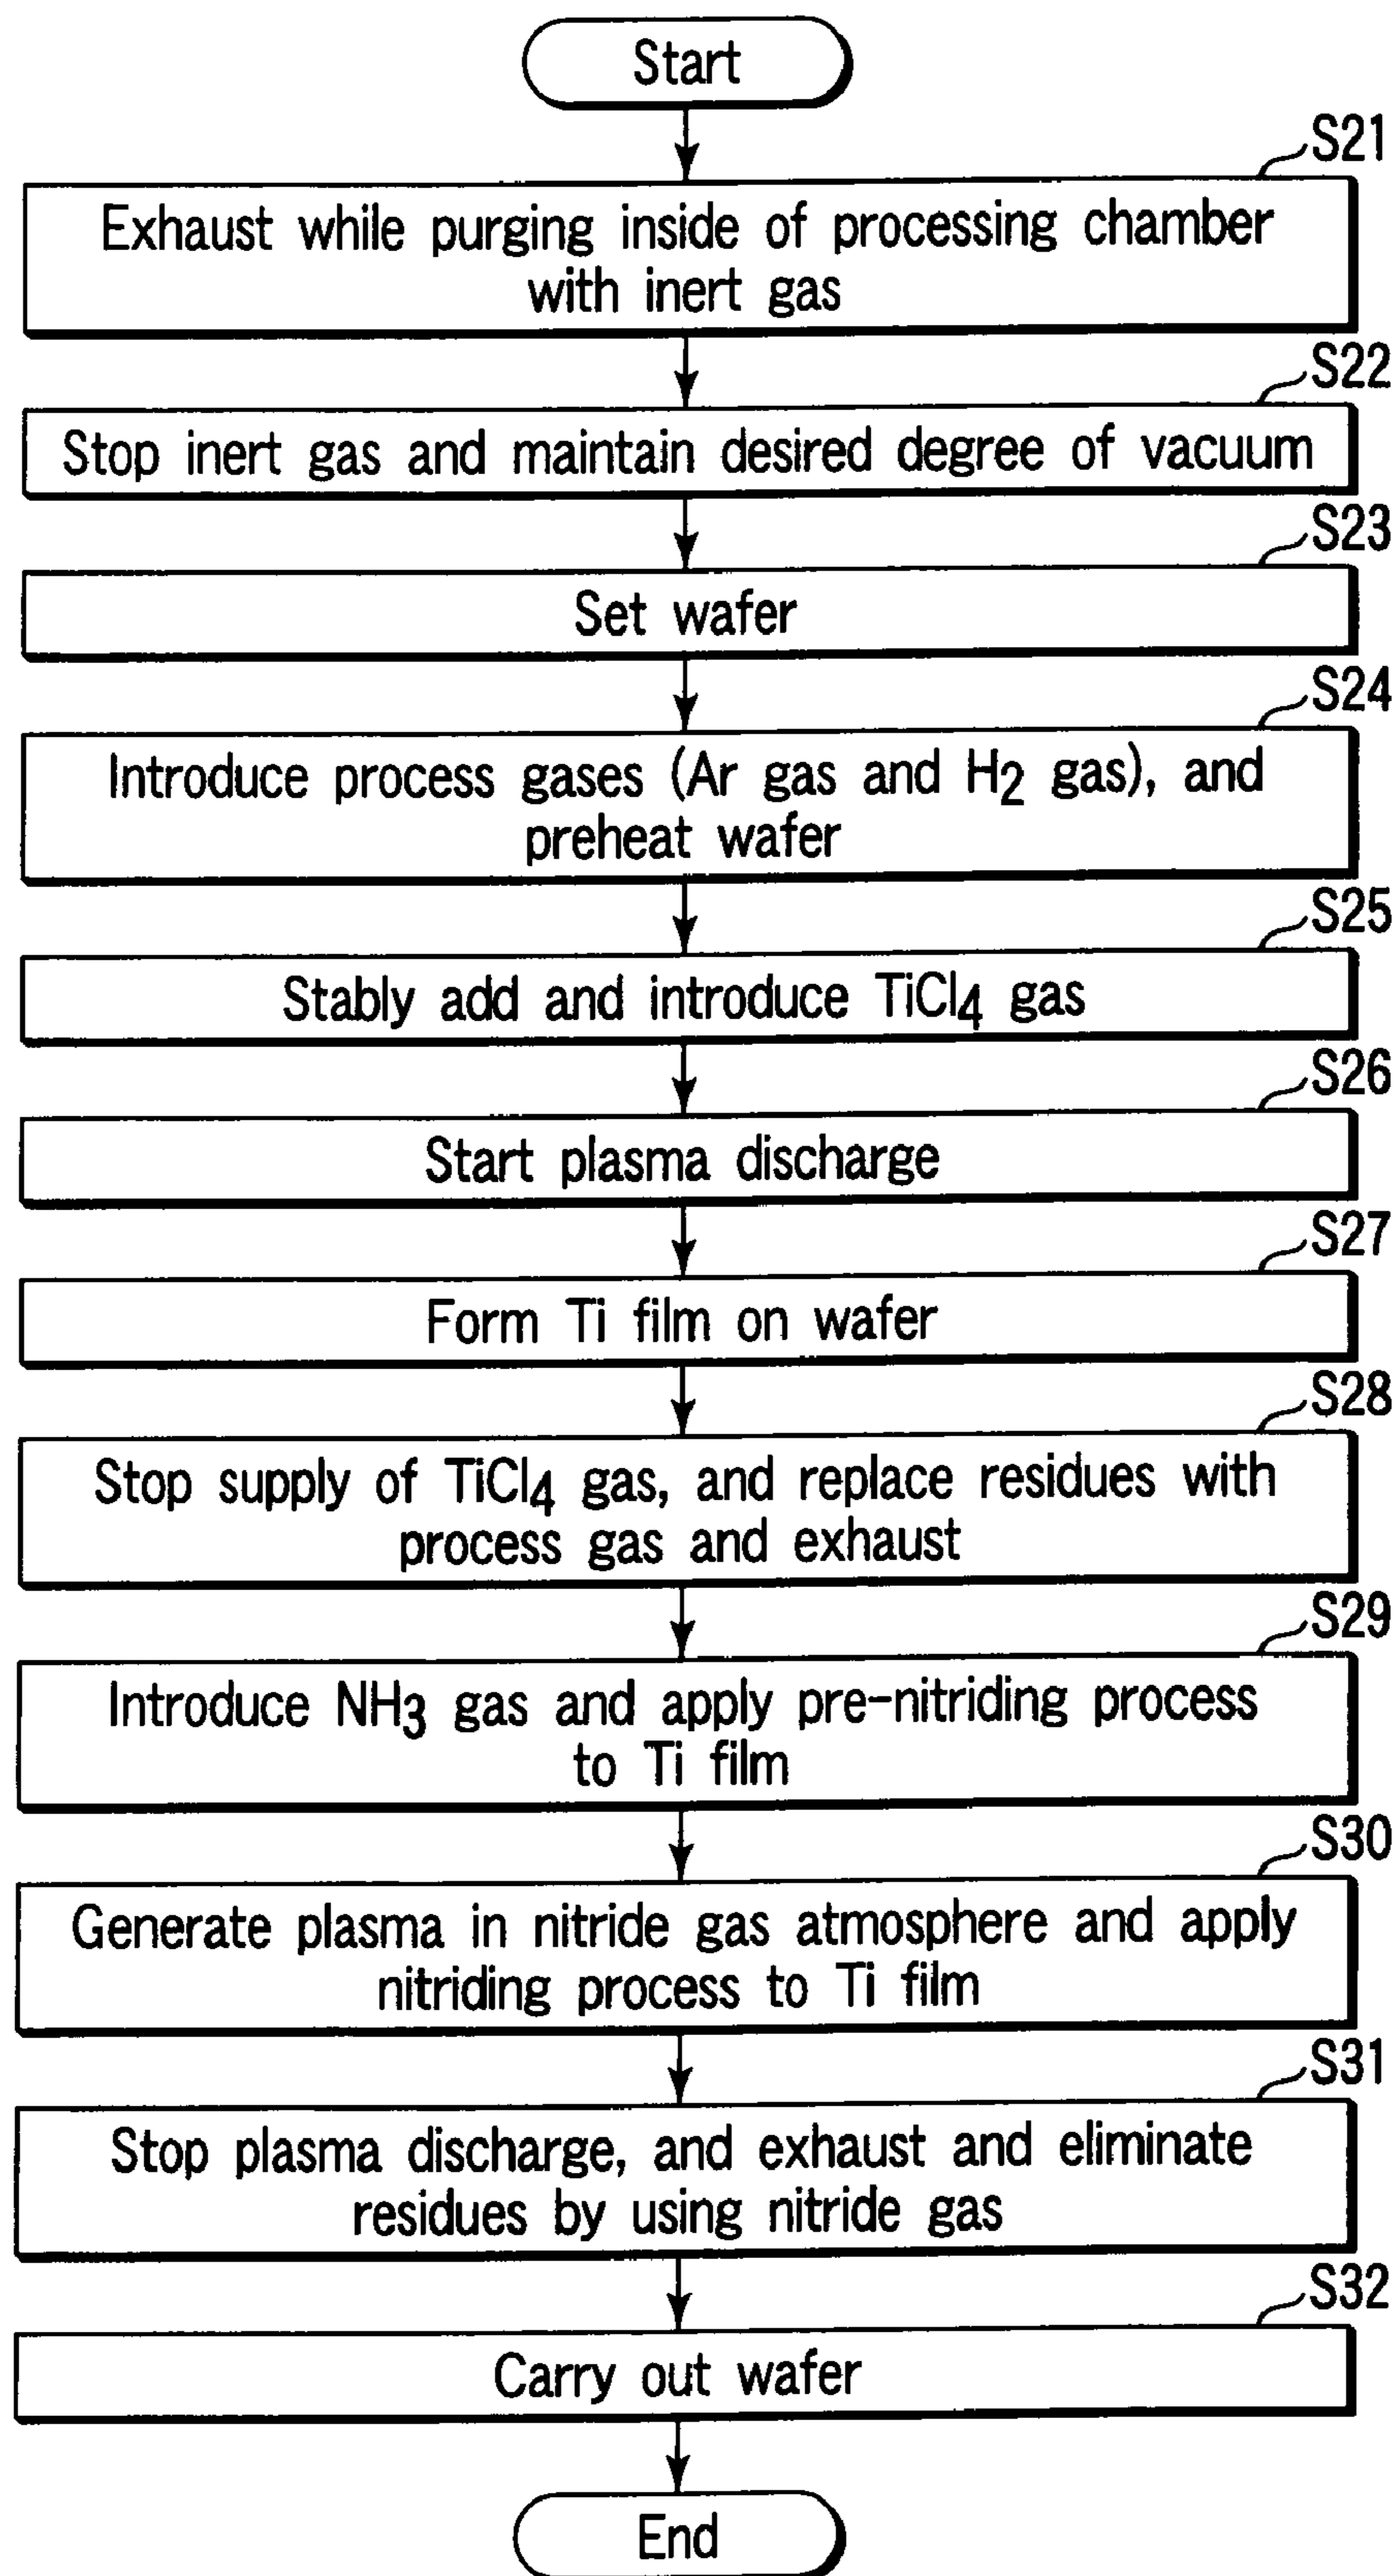 Start
S21
Exhaust while purging inside of processing chamber
with inert gas
S22
Stop inert gas and maintain desired degree of vacuum
S23
Set wafer
S24
Introduce process gases (Ar gas and H2 gas), and
preheat wafer
S25
Stably add and introduce TiCl4 gas
S26
Start plasma discharge
S27
Form Ti film on wafer
S28
Stop supply of TiCl4 gas, and replace residues with
process gas and exhaust
S29
Introduce NH3 gas and apply pre-nitriding process
to Ti film
S30
Generate plasma in nitride gas atmosphere and apply
nitriding process to Ti film
S31
Stop plasma discharge, and exhaust and eliminate
residues by using nitride gas
S32
Carry out wafer
End